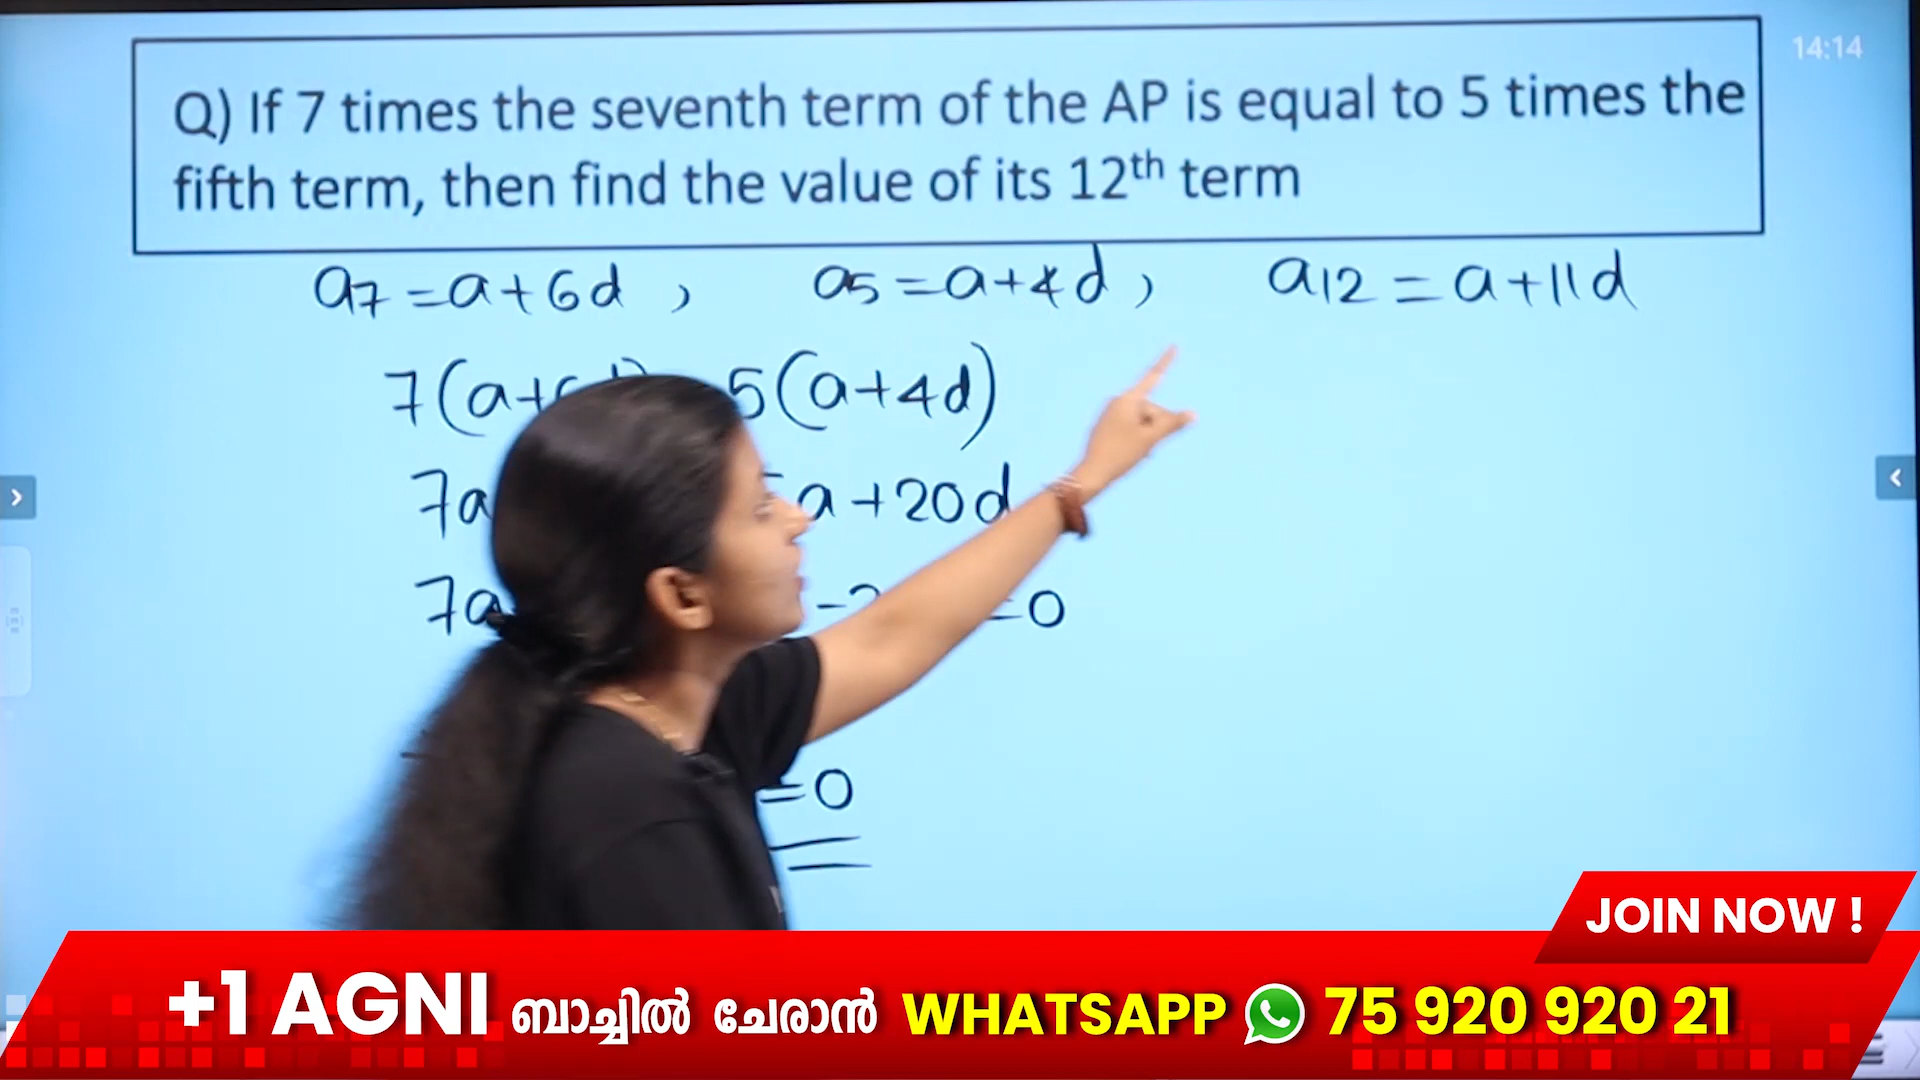 14:14
Q) If 7 times the seventh term of the AP is equal to 5 times the
fifth term, then find the value of its 12th term
a7 = a+6d , a5 = a+4d , a12 = a+11d
7(a+ 5(a+4d)
7a a +20d
7a - =0
=0
JOIN NOW !
+1 AGNI ബാച്ചിൽ ചേരാൻ WHATSAPP 75 920 920 21